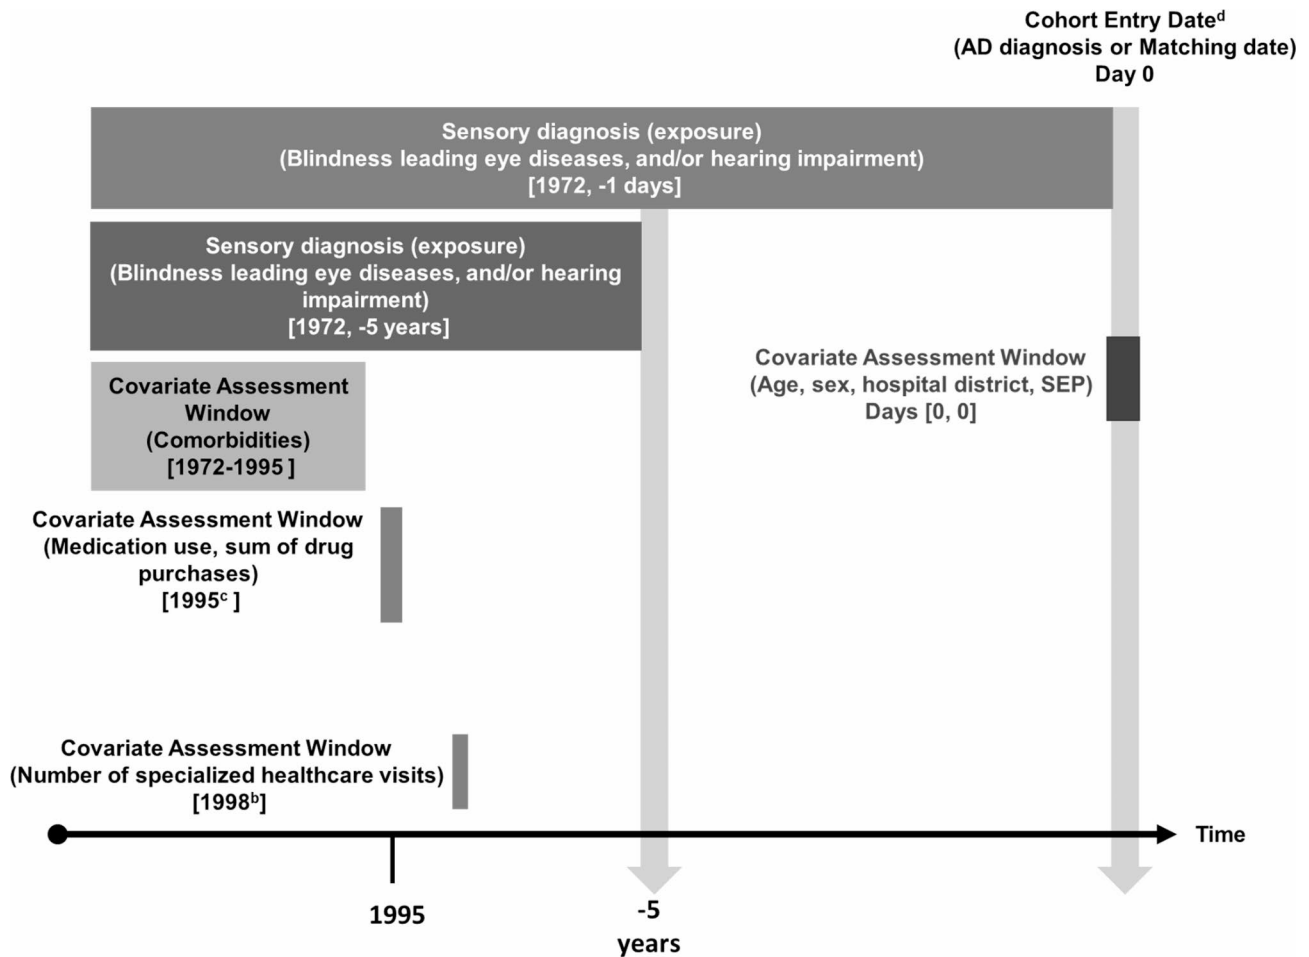 Cohort Entry Dateᵈ
(AD diagnosis or Matching date)
Day 0
Sensory diagnosis (exposure)
(Blindness leading eye diseases, and/or hearing impairment)
[1972, -1 days]
Sensory diagnosis (exposure)
(Blindness leading eye diseases, and/or hearing
impairment)
[1972, -5 years]
Covariate Assessment Window
(Age, sex, hospital district, SEP)
Days [0, 0]
Covariate Assessment
Window
(Comorbidities)
[1972-1995 ]
Covariate Assessment Window
(Medication use, sum of drug
purchases)
[1995ᶜ ]
Covariate Assessment Window
(Number of specialized healthcare visits)
[1998ᵇ]
Time
1995
-5
years